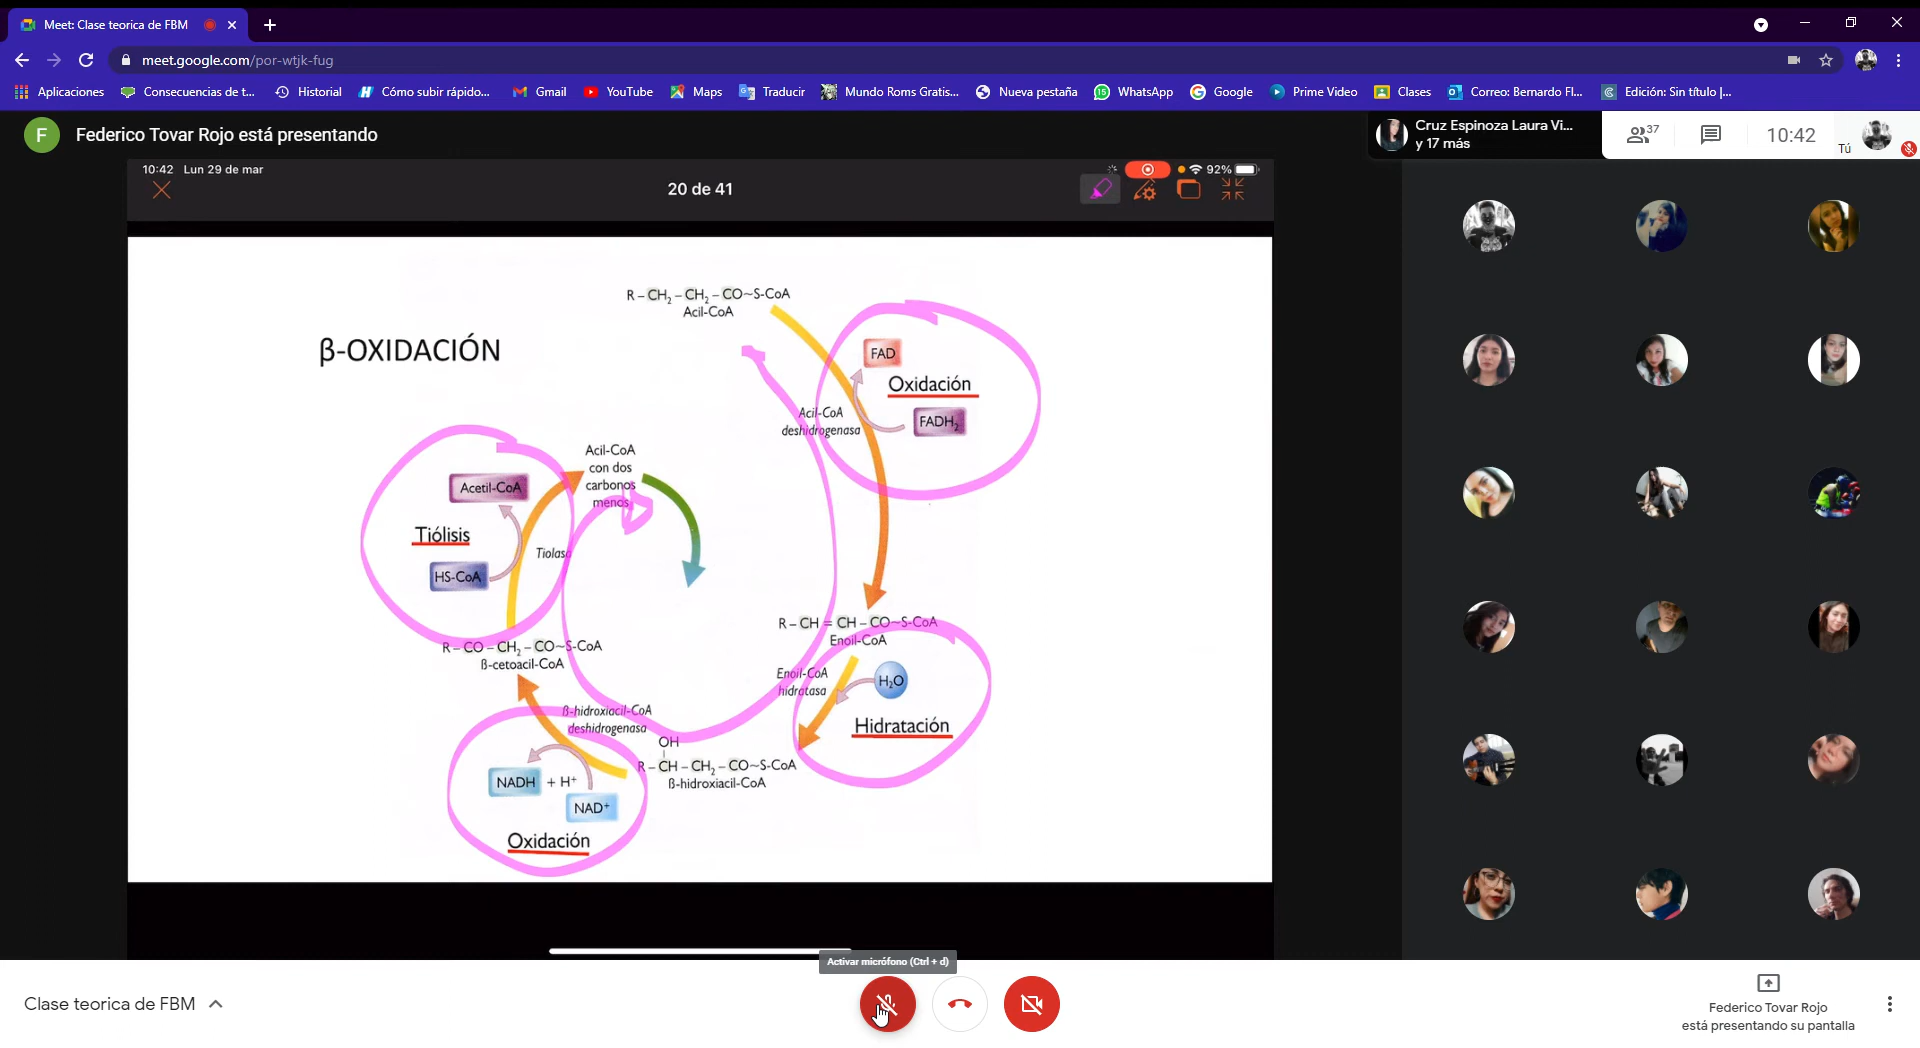 Meet: Clase teorica de FBM
meet.google.com/por-wtjk-fug
Aplicaciones Consecuencias de t... Historial Cómo subir rápido... Gmail YouTube Maps Traducir Mundo Roms Gratis... Nueva pestaña WhatsApp Google Prime Video Clases Correo: Bernardo Fl... Edición: Sin título |...
F Federico Tovar Rojo está presentando
Cruz Espinoza Laura Vi...
y 17 más
37
10:42
Tú
10:42 Lun 29 de mar
92%
20 de 41
β-OXIDACIÓN
R – CH₂ – CH₂ – CO~S-CoA
Acil-CoA
FAD
Oxidación
FADH₂
Acil-CoA
deshidrogenasa
Acil-CoA
con dos
carbonos
menos
Acetil-CoA
Tiólisis
HS-CoA
Tiolasa
R – CH = CH – CO~S-CoA
Enoil-CoA
Enoil-CoA
hidratasa
H₂O
Hidratación
R – CO – CH₂ – CO~S-CoA
ß-cetoacil-CoA
ß-hidroxiacil-CoA
deshidrogenasa
OH
R – CH – CH₂ – CO~S-CoA
ß-hidroxiacil-CoA
NADH + H⁺
NAD⁺
Oxidación
Activar micrófono (Ctrl + d)
Clase teorica de FBM
Federico Tovar Rojo
está presentando su pantalla